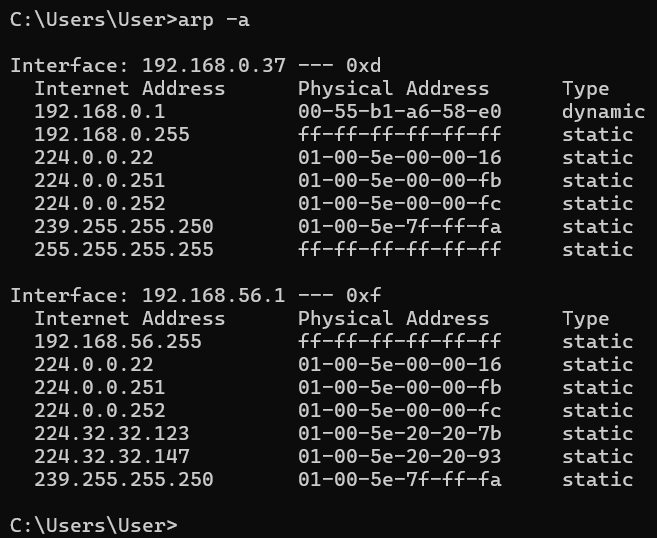 C:\Users\User>arp -a
Interface: 192.168.0.37 --- 0xd
Internet Address Physical Address Type
192.168.0.1 00-55-b1-a6-58-e0 dynamic
192.168.0.255 ff-ff-ff-ff-ff-ff static
224.0.0.22 01-00-5e-00-00-16 static
224.0.0.251 01-00-5e-00-00-fb static
224.0.0.252 01-00-5e-00-00-fc static
239.255.255.250 01-00-5e-7f-ff-fa static
255.255.255.255 ff-ff-ff-ff-ff-ff static
Interface: 192.168.56.1 --- 0xf
Internet Address Physical Address Type
192.168.56.255 ff-ff-ff-ff-ff-ff static
224.0.0.22 01-00-5e-00-00-16 static
224.0.0.251 01-00-5e-00-00-fb static
224.0.0.252 01-00-5e-00-00-fc static
224.32.32.123 01-00-5e-20-20-7b static
224.32.32.147 01-00-5e-20-20-93 static
239.255.255.250 01-00-5e-7f-ff-fa static
C:\Users\User>